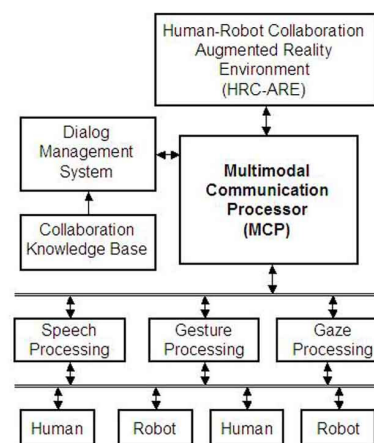 Human-Robot Collaboration
Augmented Reality
Environment
(HRC-ARE)
Dialog
Management
System
Multimodal
Communication
Processor
(MCP)
Collaboration
Knowledge Base
Speech
Processing
Gesture
Processing
Gaze
Processing
Human
Robot
Human
Robot